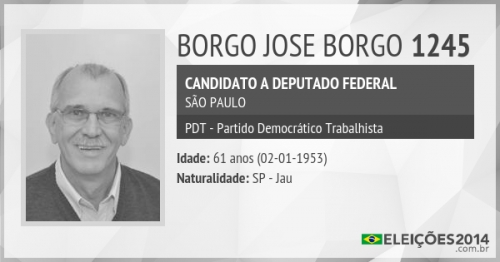 BORGO JOSE BORGO 1245
CANDIDATO A DEPUTADO FEDERAL
SÃO PAULO
PDT - Partido Democrático Trabalhista
Idade: 61 anos (02-01-1953)
Naturalidade: SP - Jau
ELEIÇÕES2014
.com.br